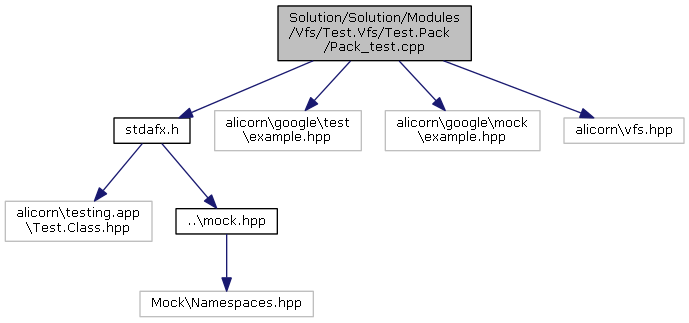 Solution/Solution/Modules
/Vfs/Test.Vfs/Test.Pack
/Pack_test.cpp
stdafx.h
alicorn\google\test
\example.hpp
alicorn\google\mock
\example.hpp
alicorn\vfs.hpp
alicorn\testing.app
\Test.Class.hpp
..\mock.hpp
Mock\Namespaces.hpp